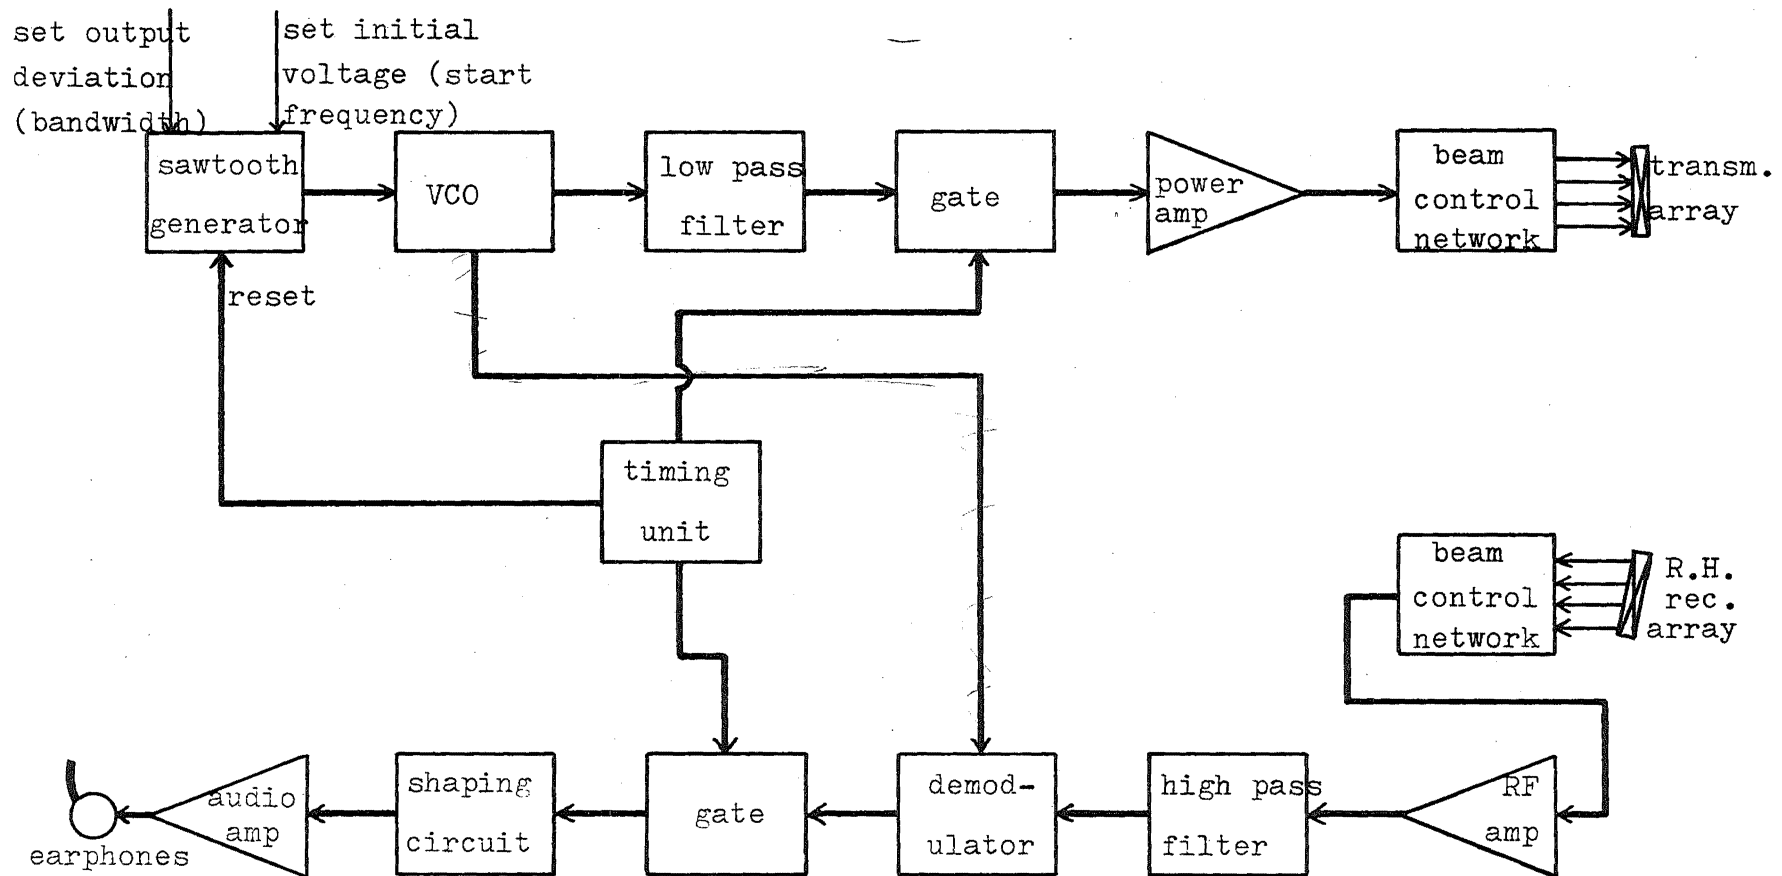 set output
deviation
(bandwidth)
set initial
voltage (start
frequency)
sawtooth
generator
VCO
low pass
filter
gate
power
amp
beam
control
network
transm.
array
reset
timing
unit
beam
control
network
R.H.
rec.
array
earphones
audio
amp
shaping
circuit
gate
demod-
ulator
high pass
filter
RF
amp